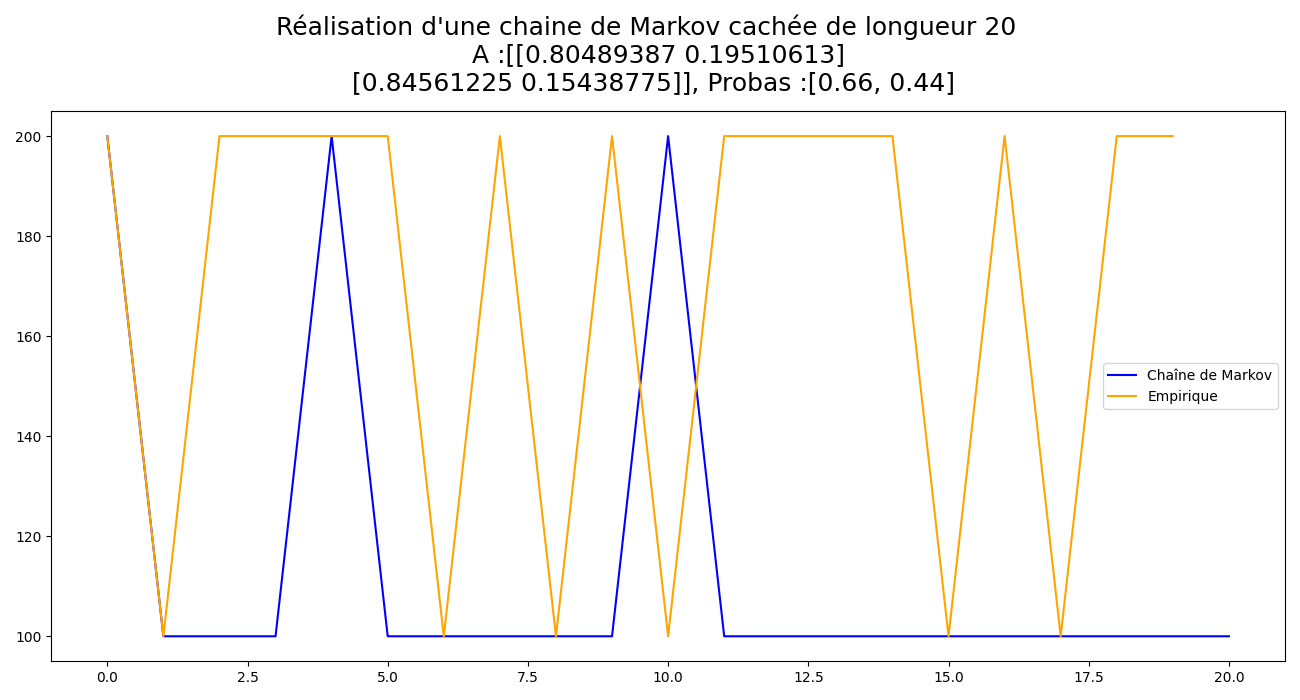 Réalisation d'une chaine de Markov cachée de longueur 20
A :[[0.80489387 0.19510613]
[0.84561225 0.15438775]], Probas :[0.66, 0.44]
200
180
160
140
120
100
Chaîne de Markov
Empirique
0.0 2.5 5.0 7.5 10.0 12.5 15.0 17.5 20.0